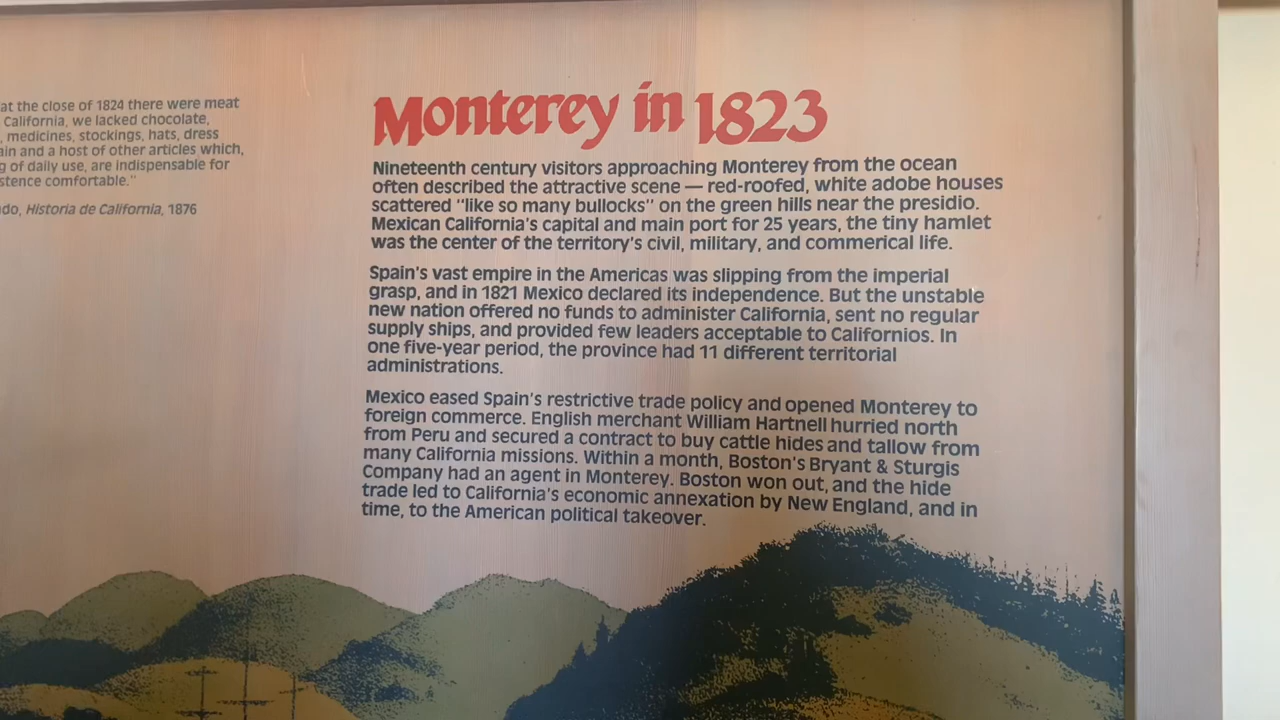 at the close of 1824 there were meat
California, we lacked chocolate,
, medicines, stockings, hats, dress
ain and a host of other articles which,
g of daily use, are indispensable for
stence comfortable."
do, Historia de California, 1876
Monterey in 1823
Nineteenth century visitors approaching Monterey from the ocean
often described the attractive scene — red-roofed, white adobe houses
scattered "like so many bullocks" on the green hills near the presidio.
Mexican California's capital and main port for 25 years, the tiny hamlet
was the center of the territory's civil, military, and commerical life.
Spain's vast empire in the Americas was slipping from the imperial
grasp, and in 1821 Mexico declared its independence. But the unstable
new nation offered no funds to administer California, sent no regular
supply ships, and provided few leaders acceptable to Californios. In
one five-year period, the province had 11 different territorial
administrations.
Mexico eased Spain's restrictive trade policy and opened Monterey to
foreign commerce. English merchant William Hartnell hurried north
from Peru and secured a contract to buy cattle hides and tallow from
many California missions. Within a month, Boston's Bryant & Sturgis
Company had an agent in Monterey. Boston won out, and the hide
trade led to California's economic annexation by New England, and in
time, to the American political takeover.